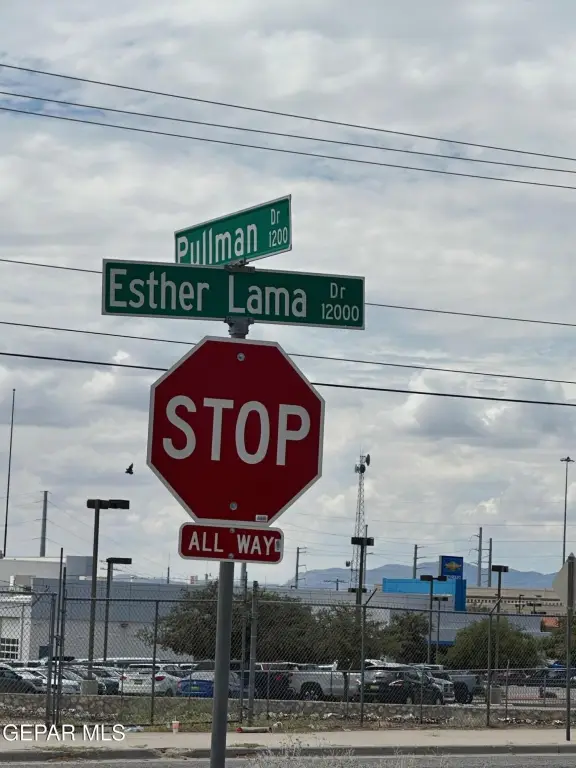 Pullman Dr
1200
Esther Lama Dr
12000
STOP
ALL WAY
GEPAR MLS